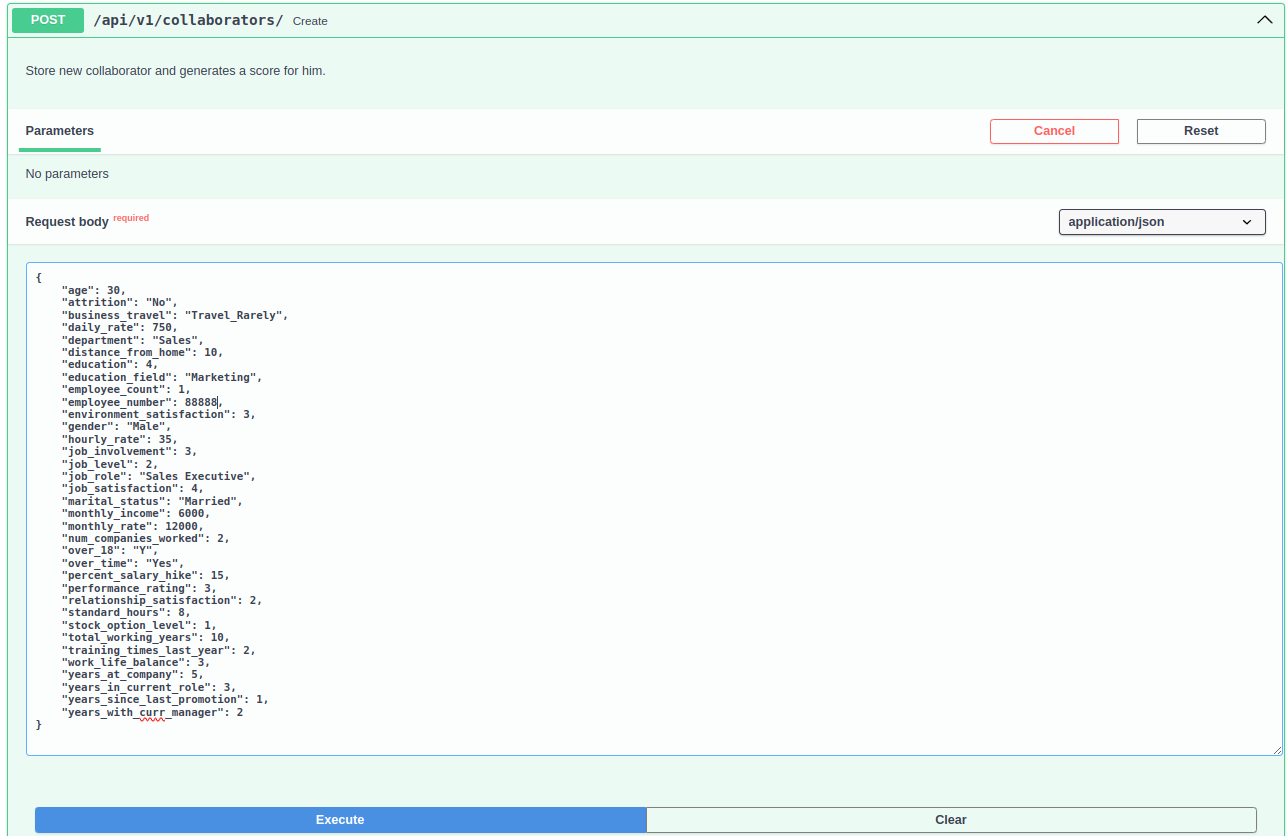 POST /api/v1/collaborators/ Create
Store new collaborator and generates a score for him.
Parameters Cancel Reset
No parameters
Request body required application/json
{
    "age": 30,
    "attrition": "No",
    "business_travel": "Travel_Rarely",
    "daily_rate": 750,
    "department": "Sales",
    "distance_from_home": 10,
    "education": 4,
    "education_field": "Marketing",
    "employee_count": 1,
    "employee_number": 88888,
    "environment_satisfaction": 3,
    "gender": "Male",
    "hourly_rate": 35,
    "job_involvement": 3,
    "job_level": 2,
    "job_role": "Sales Executive",
    "job_satisfaction": 4,
    "marital_status": "Married",
    "monthly_income": 6000,
    "monthly_rate": 12000,
    "num_companies_worked": 2,
    "over_18": "Y",
    "over_time": "Yes",
    "percent_salary_hike": 15,
    "performance_rating": 3,
    "relationship_satisfaction": 2,
    "standard_hours": 8,
    "stock_option_level": 1,
    "total_working_years": 10,
    "training_times_last_year": 2,
    "work_life_balance": 3,
    "years_at_company": 5,
    "years_in_current_role": 3,
    "years_since_last_promotion": 1,
    "years_with_curr_manager": 2
}
Execute Clear